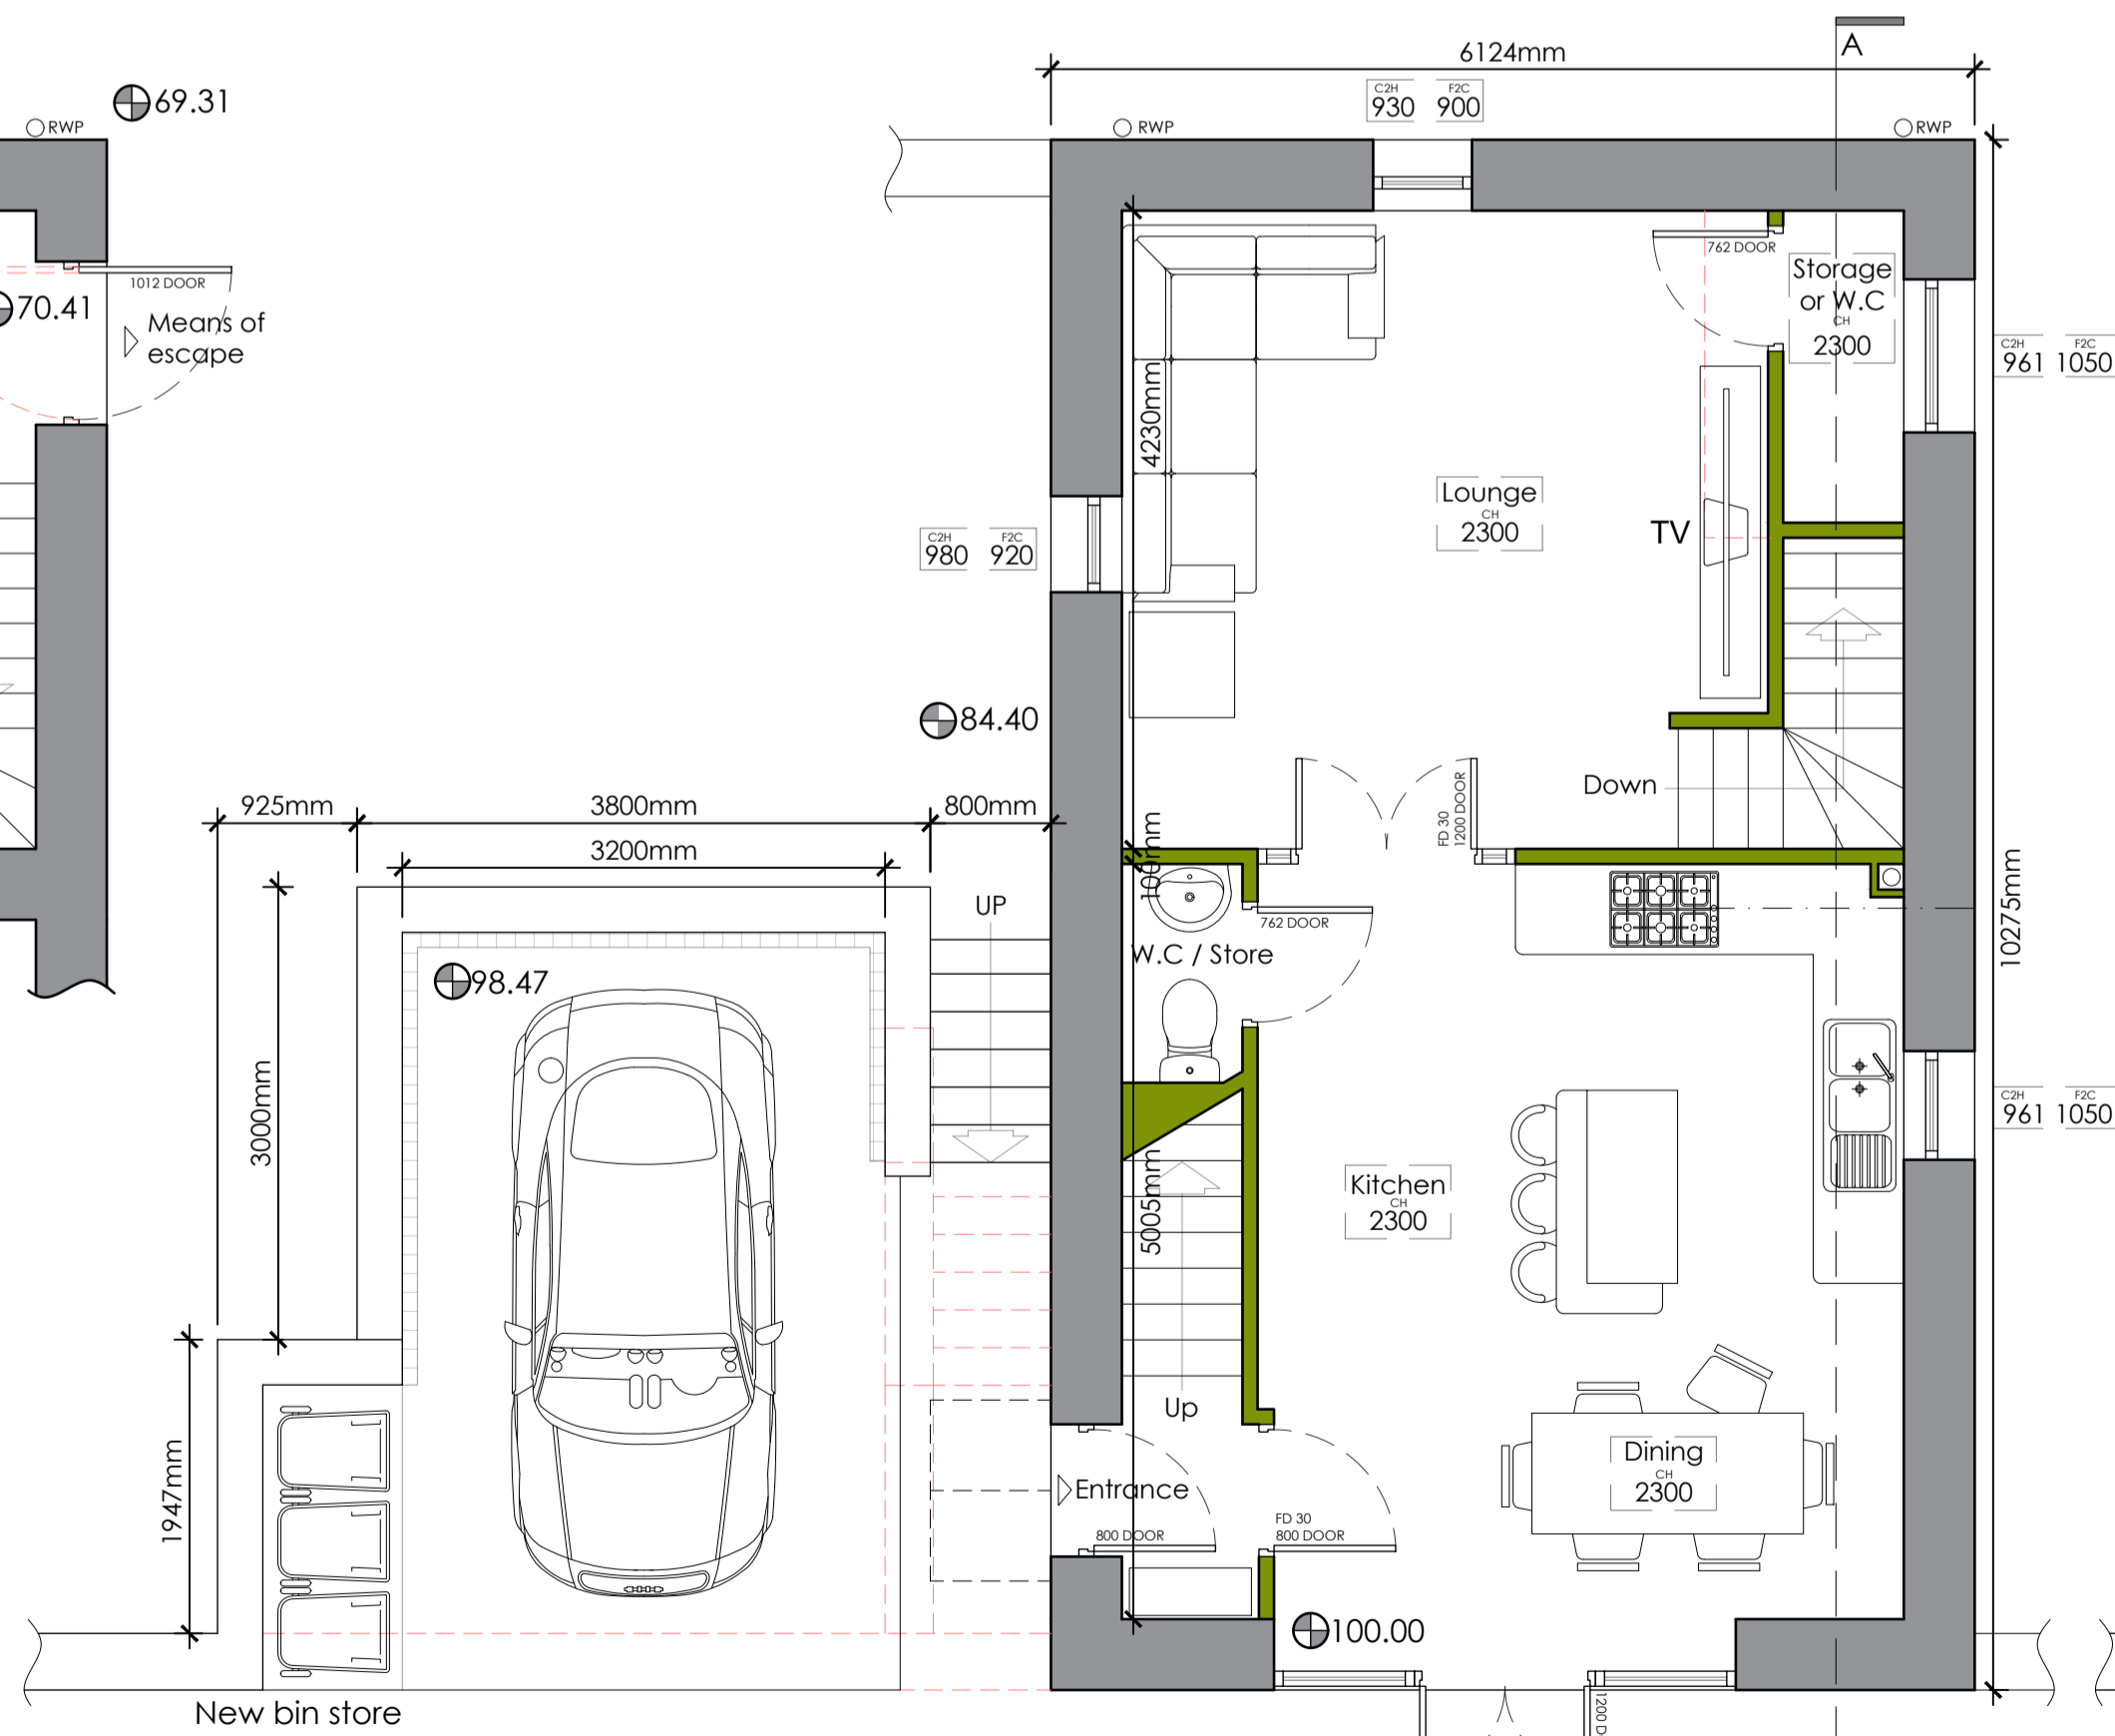 6124mm
A
69.31
RWP
C2H F2C
930 900
RWP
RWP
762 DOOR
Storage
or W.C
CH
2300
1012 DOOR
70.41
Means of
escape
C2H F2C
961 1050
4230mm
Lounge
CH
2300
TV
C2H F2C
980 920
84.40
Down
925mm
3800mm
800mm
FD 30
1200 DOOR
3200mm
100mm
10275mm
UP
762 DOOR
W.C / Store
98.47
3000mm
C2H F2C
961 1050
5005mm
Kitchen
CH
2300
Up
Dining
CH
2300
1947mm
Entrance
FD 30
800 DOOR
800 DOOR
100.00
1200 D
New bin store